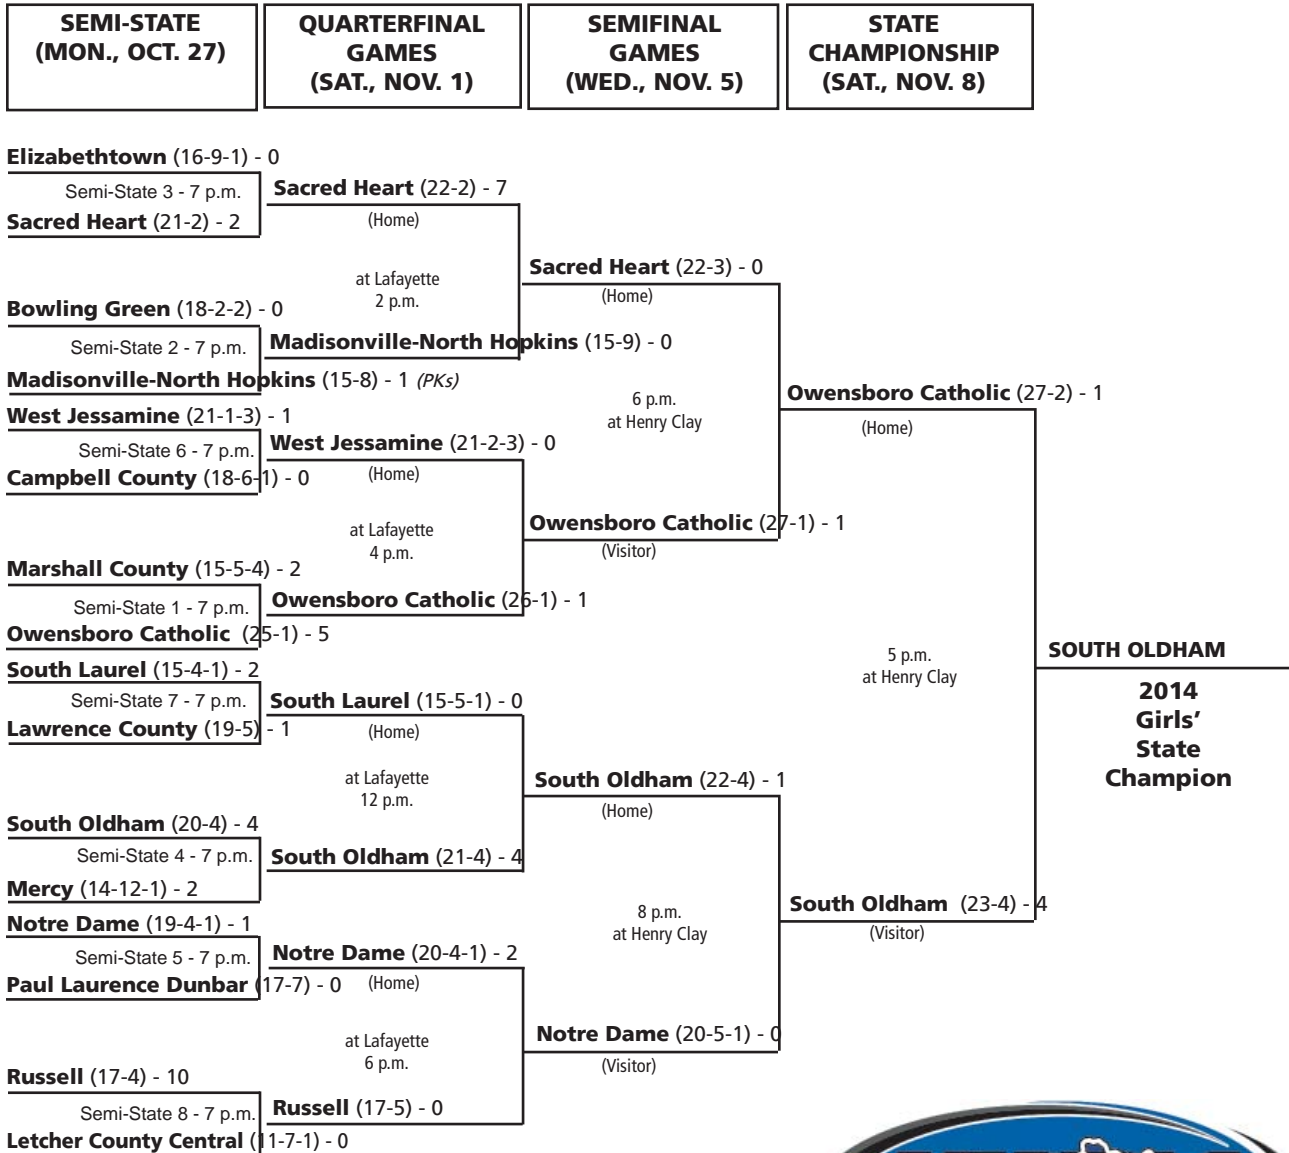 SEMI-STATE
(MON., OCT. 27)
QUARTERFINAL
GAMES
(SAT., NOV. 1)
SEMIFINAL
GAMES
(WED., NOV. 5)
STATE
CHAMPIONSHIP
(SAT., NOV. 8)
Elizabethtown (16-9-1) - 0
Semi-State 3 - 7 p.m.
Sacred Heart (21-2) - 2
Bowling Green (18-2-2) - 0
Semi-State 2 - 7 p.m.
Madisonville-North Hopkins (15-8) - 1 (PKs)
West Jessamine (21-1-3) - 1
Semi-State 6 - 7 p.m.
Campbell County (18-6-1) - 0
Marshall County (15-5-4) - 2
Semi-State 1 - 7 p.m.
Owensboro Catholic (25-1) - 5
South Laurel (15-4-1) - 2
Semi-State 7 - 7 p.m.
Lawrence County (19-5) - 1
South Oldham (20-4) - 4
Semi-State 4 - 7 p.m.
Mercy (14-12-1) - 2
Notre Dame (19-4-1) - 1
Semi-State 5 - 7 p.m.
Paul Laurence Dunbar (17-7) - 0
Russell (17-4) - 10
Semi-State 8 - 7 p.m.
Letcher County Central (11-7-1) - 0
Sacred Heart (22-2) - 7
(Home)
at Lafayette
2 p.m.
Madisonville-North Hopkins (15-9) - 0
West Jessamine (21-2-3) - 0
(Home)
at Lafayette
4 p.m.
Owensboro Catholic (26-1) - 1
South Laurel (15-5-1) - 0
(Home)
at Lafayette
12 p.m.
South Oldham (21-4) - 4
Notre Dame (20-4-1) - 2
(Home)
at Lafayette
6 p.m.
Russell (17-5) - 0
Sacred Heart (22-3) - 0
(Home)
6 p.m.
at Henry Clay
Owensboro Catholic (27-1) - 1
(Visitor)
South Oldham (22-4) - 1
(Home)
8 p.m.
at Henry Clay
Notre Dame (20-5-1) - 0
(Visitor)
Owensboro Catholic (27-2) - 1
(Home)
5 p.m.
at Henry Clay
South Oldham (23-4) - 4
(Visitor)
SOUTH OLDHAM
2014
Girls'
State
Champion